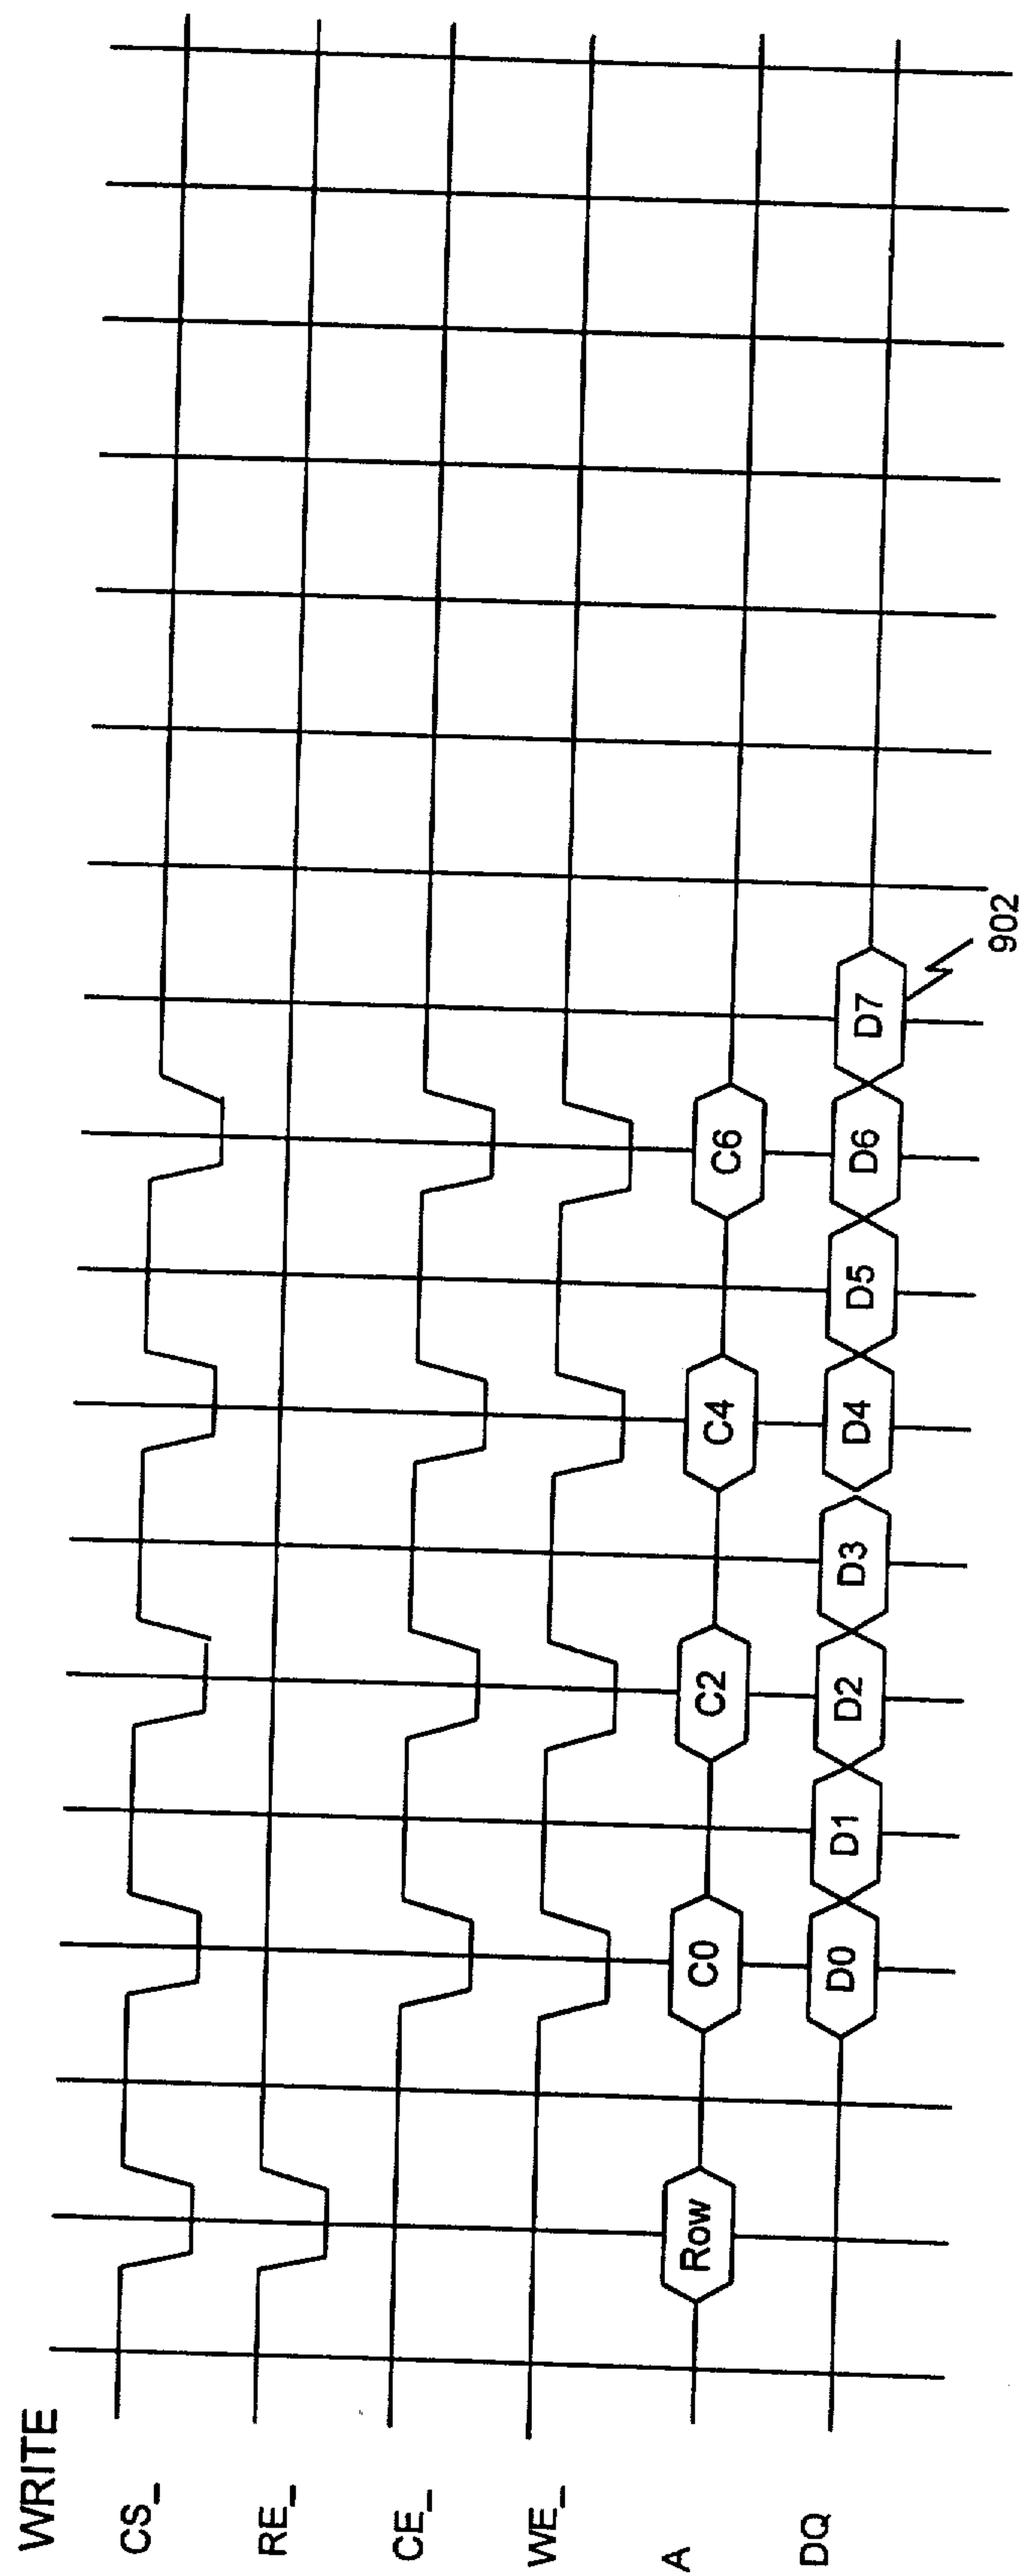 WRITE
CS_
RE_
CE_
WE_
A Row C0 C2 C4 C6
DQ D0 D1 D2 D3 D4 D5 D6 D7
902